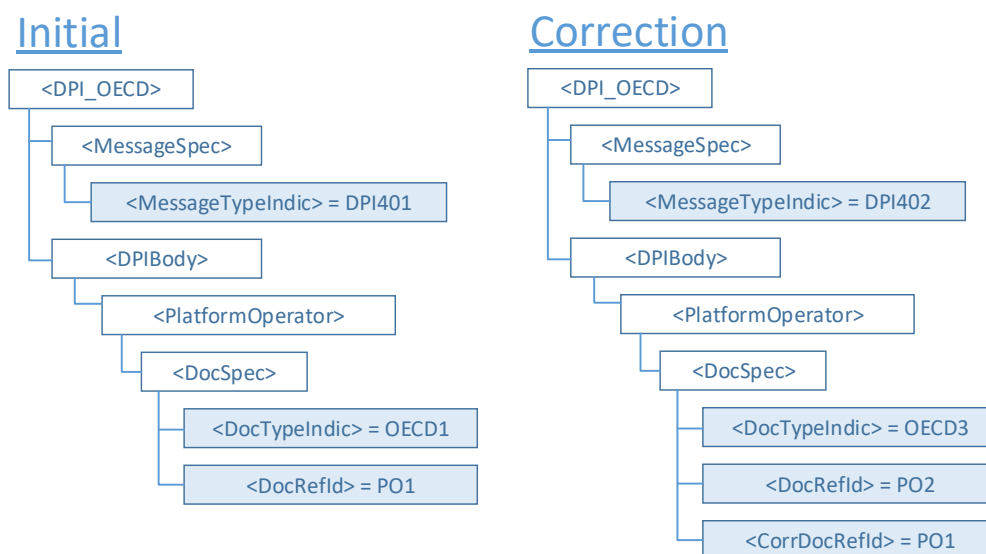 Initial
<DPI_OECD>
<MessageSpec>
<MessageTypeIndic> = DPI401
<DPIBody>
<PlatformOperator>
<DocSpec>
<DocTypeIndic> = OECD1
<DocRefId> = PO1
Correction
<DPI_OECD>
<MessageSpec>
<MessageTypeIndic> = DPI402
<DPIBody>
<PlatformOperator>
<DocSpec>
<DocTypeIndic> = OECD3
<DocRefId> = PO2
<CorrDocRefId> = PO1